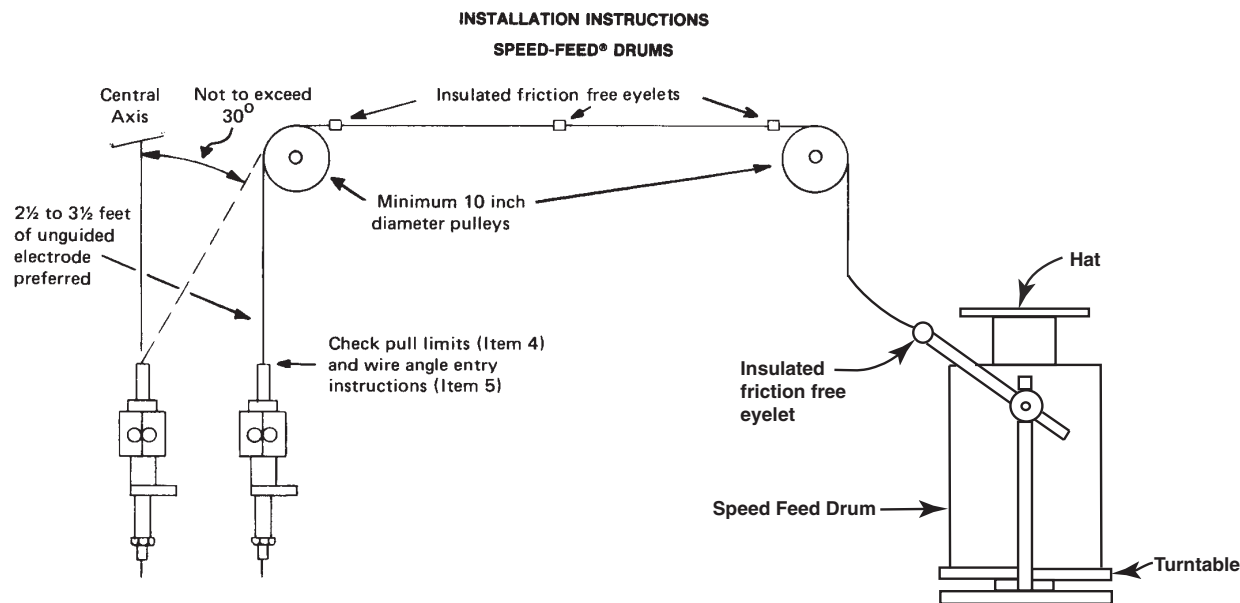 INSTALLATION INSTRUCTIONS
SPEED-FEED® DRUMS
Central
Axis
Not to exceed
30°
Insulated friction free eyelets
Minimum 10 inch
diameter pulleys
2½ to 3½ feet
of unguided
electrode
preferred
Hat
Check pull limits (Item 4)
and wire angle entry
instructions (Item 5)
Insulated
friction free
eyelet
Speed Feed Drum
Turntable